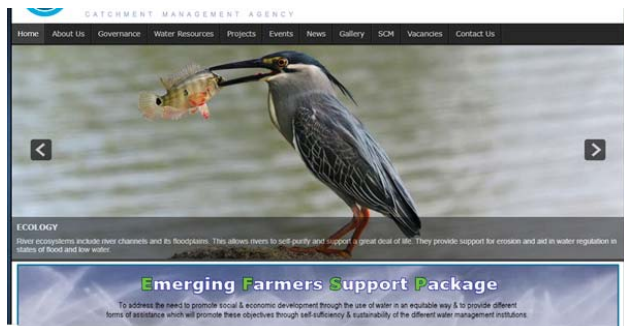 CATCHMENT MANAGEMENT AGENCY
Home About Us Governance Water Resources Projects Events News Gallery SCM Vacancies Contact Us
ECOLOGY
River ecosystems include river channels and its floodplains. This allows rivers to self-purify and support a great deal of life. They provide support for erosion and aid in water regulation in
states of flood and low water.
Emerging Farmers Support Package
To address the need to promote social & economic development through the use of water in an equitable way & to provide different
forms of assistance which will promote these objectives through self-sufficiency & sustainability of the different water management institutions.